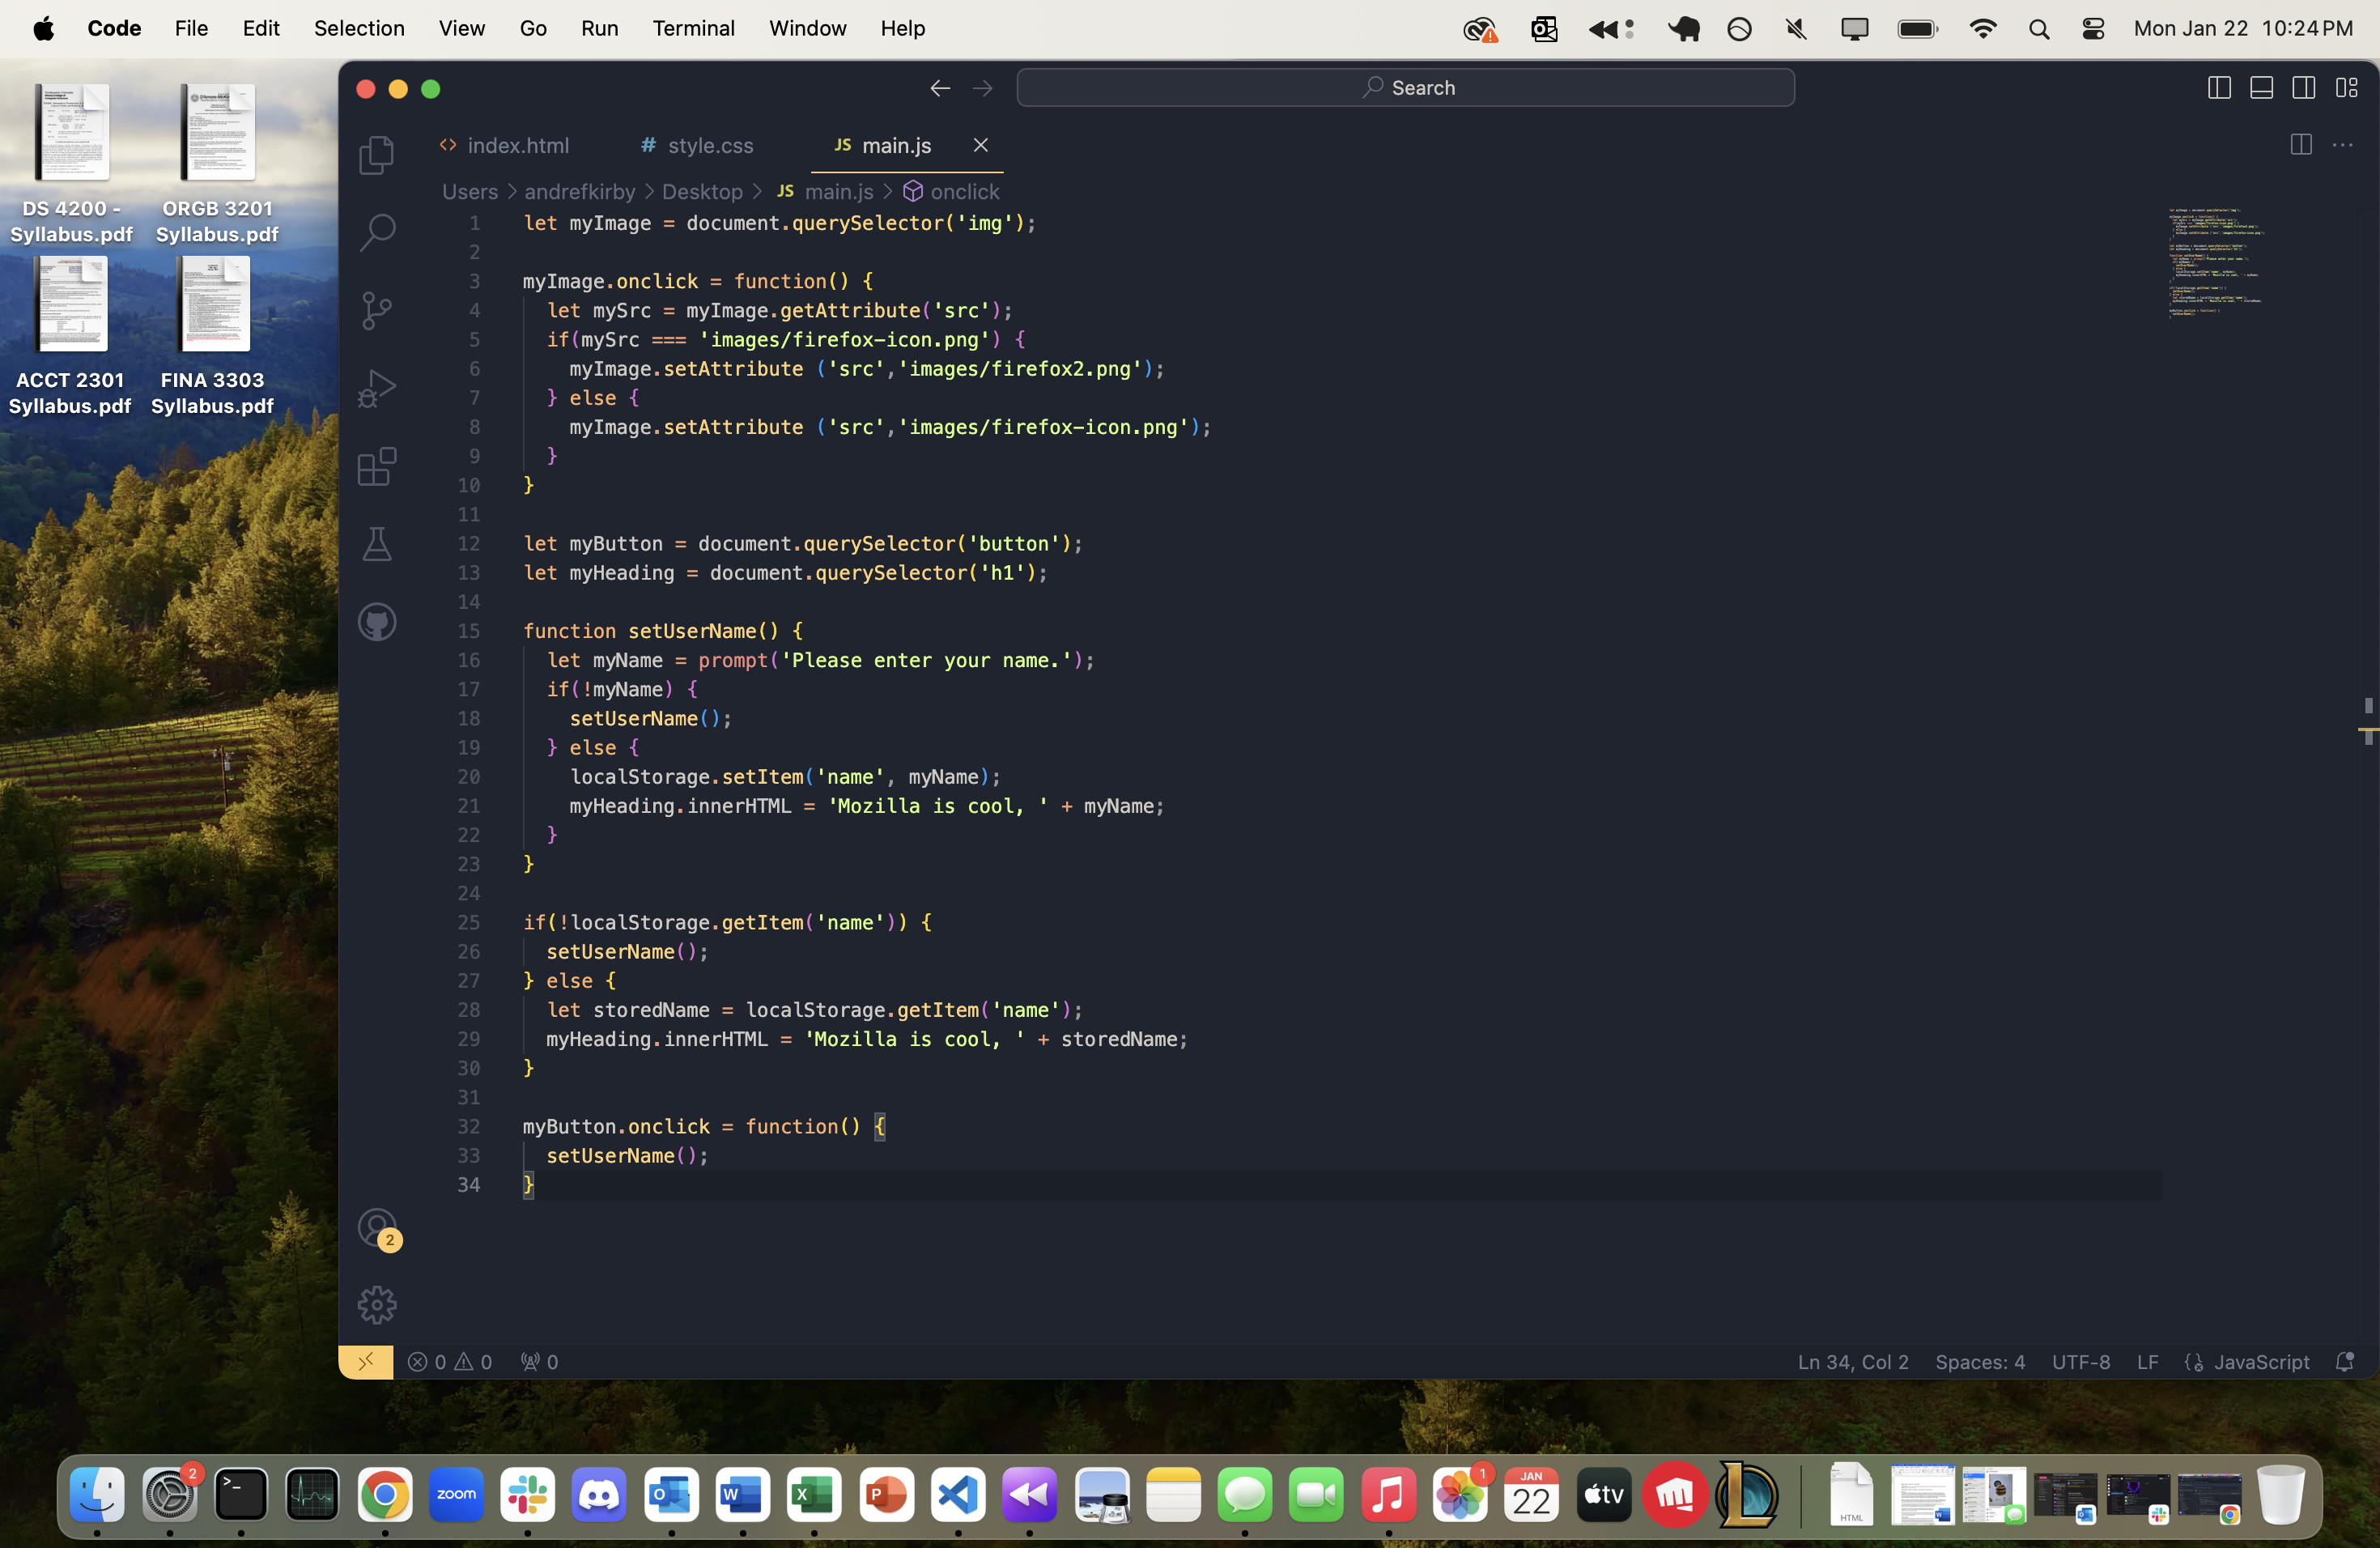 Code File Edit Selection View Go Run Terminal Window Help Mon Jan 22 10:24 PM
DS 4200 - Syllabus.pdf
ORGB 3201 Syllabus.pdf
ACCT 2301 Syllabus.pdf
FINA 3303 Syllabus.pdf
Search
index.html # style.css JS main.js
Users > andrefkirby > Desktop > JS main.js > onclick
1 let myImage = document.querySelector('img');
2
3 myImage.onclick = function() {
4 let mySrc = myImage.getAttribute('src');
5 if(mySrc === 'images/firefox-icon.png') {
6 myImage.setAttribute ('src','images/firefox2.png');
7 } else {
8 myImage.setAttribute ('src','images/firefox-icon.png');
9 }
10 }
11
12 let myButton = document.querySelector('button');
13 let myHeading = document.querySelector('h1');
14
15 function setUserName() {
16 let myName = prompt('Please enter your name.');
17 if(!myName) {
18 setUserName();
19 } else {
20 localStorage.setItem('name', myName);
21 myHeading.innerHTML = 'Mozilla is cool, ' + myName;
22 }
23 }
24
25 if(!localStorage.getItem('name')) {
26 setUserName();
27 } else {
28 let storedName = localStorage.getItem('name');
29 myHeading.innerHTML = 'Mozilla is cool, ' + storedName;
30 }
31
32 myButton.onclick = function() {
33 setUserName();
34 }
2
0 0 0 Ln 34, Col 2 Spaces: 4 UTF-8 LF JavaScript
2 zoom O W X P 1 JAN 22 tv HTML